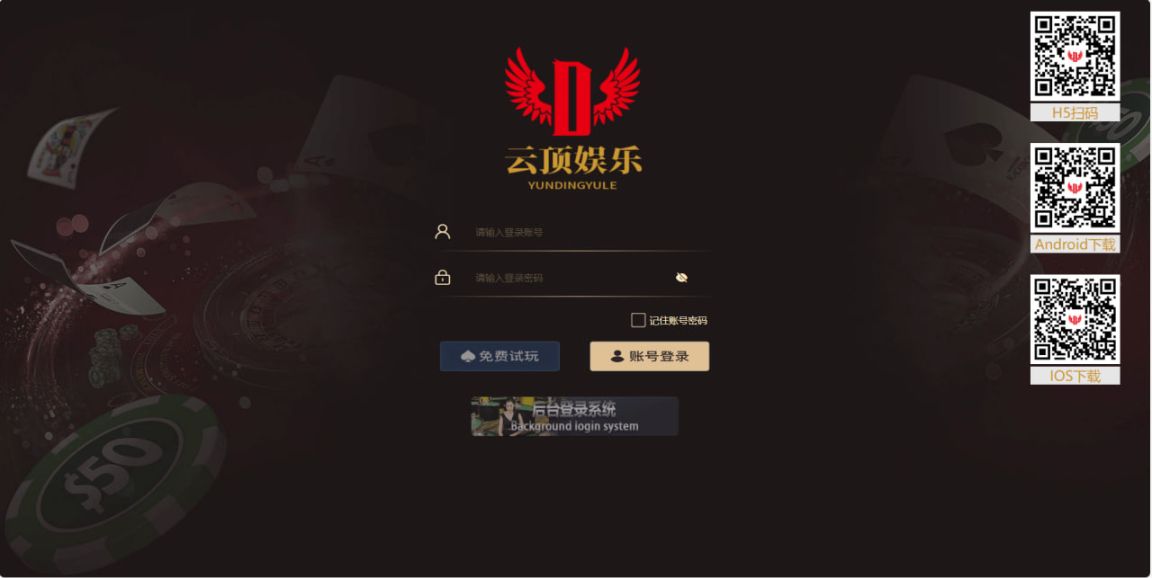 云顶娱乐
YUNDINGYULE
请输入登录账号
请输入登录密码
记住账号密码
免费试玩
账号登录
后台登录系统
Background login system
H5扫码
Android下载
IOS下载
A
A
$50